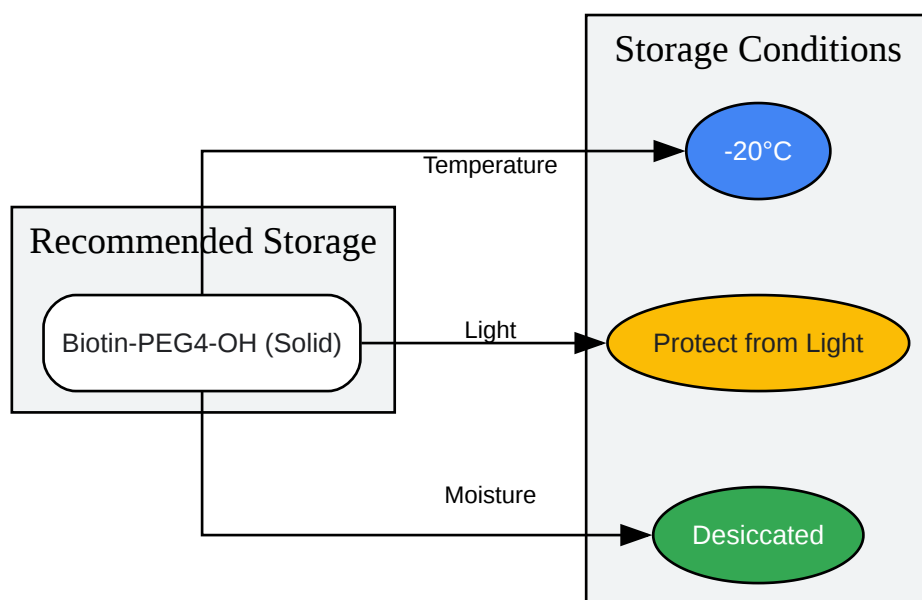 Storage Conditions
-20°C
Temperature
Recommended Storage
Biotin-PEG4-OH (Solid)
Light
Protect from Light
Moisture
Desiccated